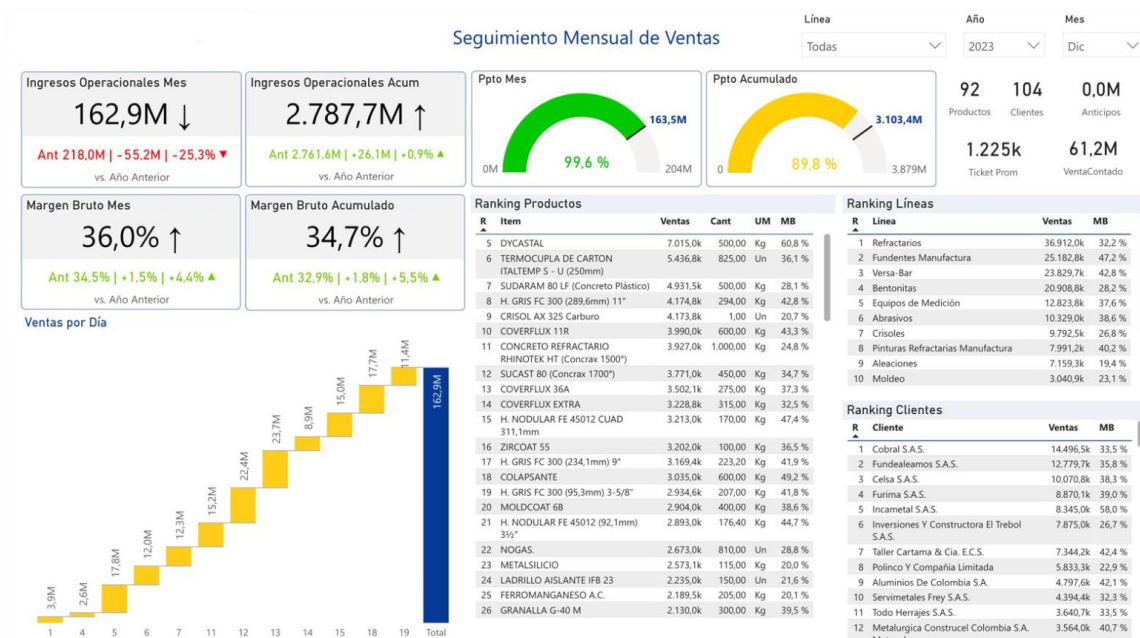 Seguimiento Mensual de Ventas
Línea
Todas
Año
2023
Mes
Dic
Ingresos Operacionales Mes
162,9M ↓
Ant 218,0M | -55,2M | -25,3% ▼
vs. Año Anterior
Ingresos Operacionales Acum
2.787,7M ↑
Ant 2.761,6M | +26,1M | +0,9% ▲
vs. Año Anterior
Ppto Mes
163,5M
99,6 %
0M
204M
Ppto Acumulado
3.103,4M
89.8 %
0
3.879M
92
Productos
104
Clientes
0,0M
Anticipos
1.225k
Ticket Prom
61,2M
VentaContado
Margen Bruto Mes
36,0% ↑
Ant 34,5% | +1,5% | +4,4% ▲
vs. Año Anterior
Margen Bruto Acumulado
34,7% ↑
Ant 32,9% | +1,8% | +5,5% ▲
vs. Año Anterior
Ventas por Día
3,9M
2,6M
17,8M
12,0M
12,3M
15,2M
22,4M
23,7M
8,9M
15,0M
17,7M
11,4M
162,9M
1 4 5 6 7 11 12 13 14 15 18 19 Total
Ranking Productos
R Item Ventas Cant UM MB
5 DYCASTAL 7.015,0k 500,00 Kg 60,8 %
6 TERMOCUPLA DE CARTON 5.436,8k 825,00 Un 36,1 %
ITALTEMP S - U (250mm)
7 SUDARAM 80 LF (Concreto Plástico) 4.931,5k 500,00 Kg 28,1 %
8 H. GRIS FC 300 (289,6mm) 11" 4.174,8k 294,00 Kg 42,8 %
9 CRISOL AX 325 Carburo 4.173,8k 1,00 Un 20,7 %
10 COVERFLUX 11R 3.990,0k 600,00 Kg 43,3 %
11 CONCRETO REFRACTARIO 3.927,0k 1.000,00 Kg 24,8 %
RHINOTEK HT (Concrax 1500°)
12 SUCAST 80 (Concrax 1700°) 3.771,0k 450,00 Kg 34,7 %
13 COVERFLUX 36A 3.502,1k 275,00 Kg 37,3 %
14 COVERFLUX EXTRA 3.228,8k 315,00 Kg 32,5 %
15 H. NODULAR FE 45012 CUAD 3.213,0k 170,00 Kg 47,4 %
311,1mm
16 ZIRCOAT 55 3.202,0k 100,00 Kg 36,5 %
17 H. GRIS FC 300 (234,1mm) 9" 3.169,4k 223,20 Kg 41,9 %
18 COLAPSANTE 3.035,0k 600,00 Kg 49,2 %
19 H. GRIS FC 300 (95,3mm) 3-5/8" 2.934,6k 207,00 Kg 41,8 %
20 MOLDCOAT 6B 2.904,0k 400,00 Kg 38,6 %
21 H. NODULAR FE 45012 (92,1mm) 2.893,0k 176,40 Kg 44,7 %
3½"
22 NOGAS. 2.673,0k 810,00 Un 28,8 %
23 METALSILICIO 2.573,1k 115,00 Kg 20,0 %
24 LADRILLO AISLANTE IFB 23 2.235,0k 150,00 Un 21,6 %
25 FERROMANGANESO A.C. 2.189,5k 205,00 Kg 20,1 %
26 GRANALLA G-40 M 2.130,0k 300,00 Kg 39,5 %
Ranking Líneas
R Línea Ventas MB
1 Refractarios 36.912,0k 32,2 %
2 Fundentes Manufactura 25.182,8k 47,2 %
3 Versa-Bar 23.829,7k 42,8 %
4 Bentonitas 20.908,8k 28,2 %
5 Equipos de Medición 12.823,8k 37,6 %
6 Abrasivos 10.329,0k 38,6 %
7 Crisoles 9.792,5k 26,8 %
8 Pinturas Refractarias Manufactura 7.991,2k 40,2 %
9 Aleaciones 7.159,3k 19,4 %
10 Moldeo 3.040,9k 23,1 %
Ranking Clientes
R Cliente Ventas MB
1 Cobral S.A.S. 14.496,5k 33,5 %
2 Fundealeamos S.A.S. 12.779,7k 35,8 %
3 Celsa S.A.S. 10.070,8k 38,3 %
4 Furima S.A.S. 8.870,1k 39,0 %
5 Incametal S.A.S. 8.345,0k 58,0 %
6 Inversiones Y Constructora El Trebol 7.875,0k 26,7 %
S.A.S.
7 Taller Cartama & Cia. E.C.S. 7.344,2k 42,4 %
8 Polinco Y Compañia Limitada 5.833,3k 22,9 %
9 Aluminios De Colombia S.A. 4.797,6k 42,1 %
10 Servimetales Frey S.A.S. 4.394,4k 32,3 %
11 Todo Herrajes S.A.S. 3.640,7k 33,5 %
12 Metalurgica Construcel Colombia S.A. 3.564,0k 40,7 %